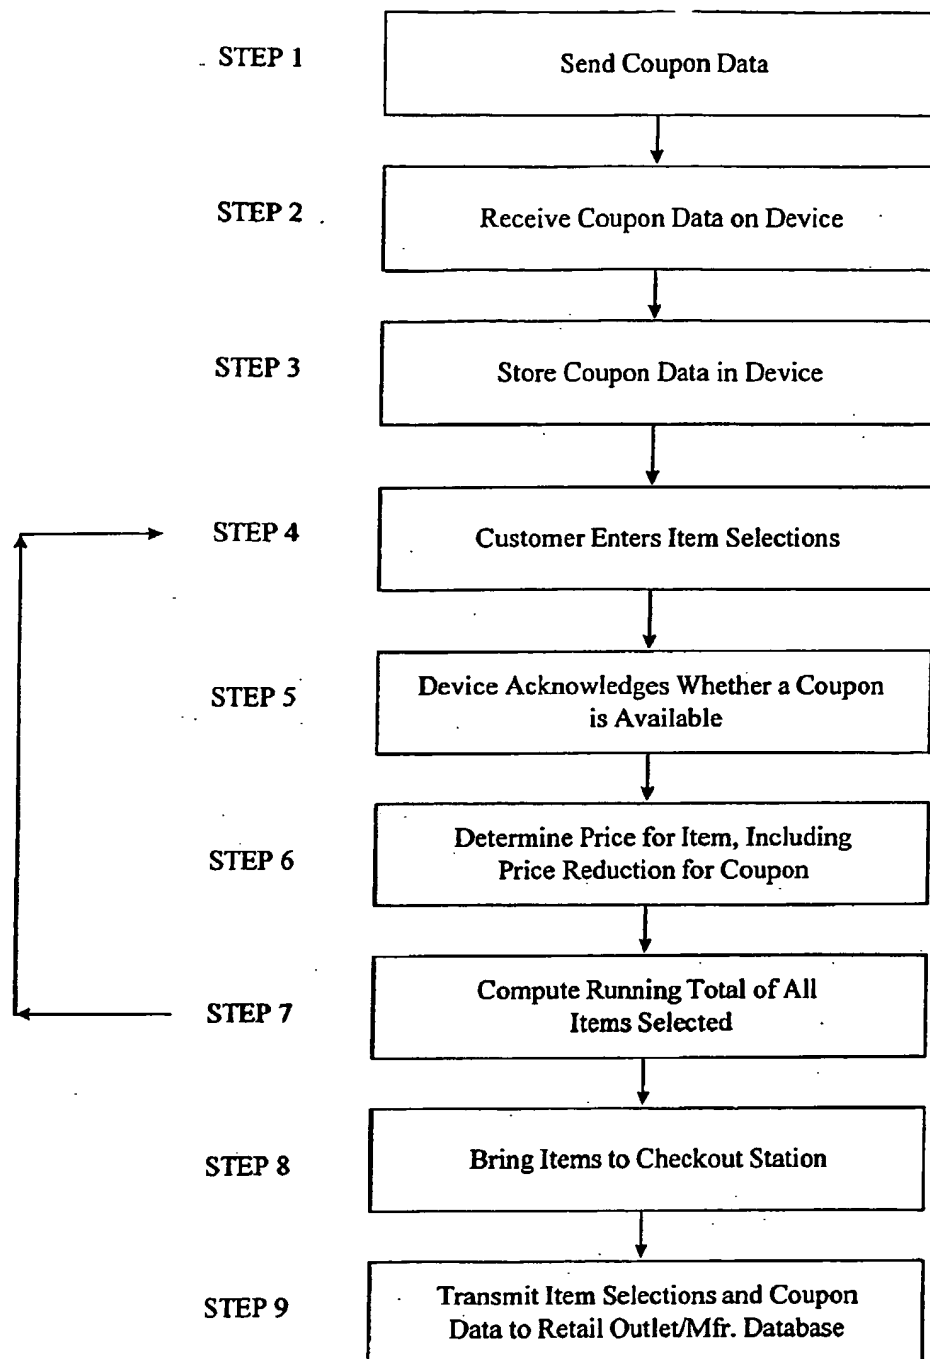 STEP 1
Send Coupon Data
STEP 2
Receive Coupon Data on Device
STEP 3
Store Coupon Data in Device
STEP 4
Customer Enters Item Selections
STEP 5
Device Acknowledges Whether a Coupon
is Available
STEP 6
Determine Price for Item, Including
Price Reduction for Coupon
STEP 7
Compute Running Total of All
Items Selected
STEP 8
Bring Items to Checkout Station
STEP 9
Transmit Item Selections and Coupon
Data to Retail Outlet/Mfr. Database